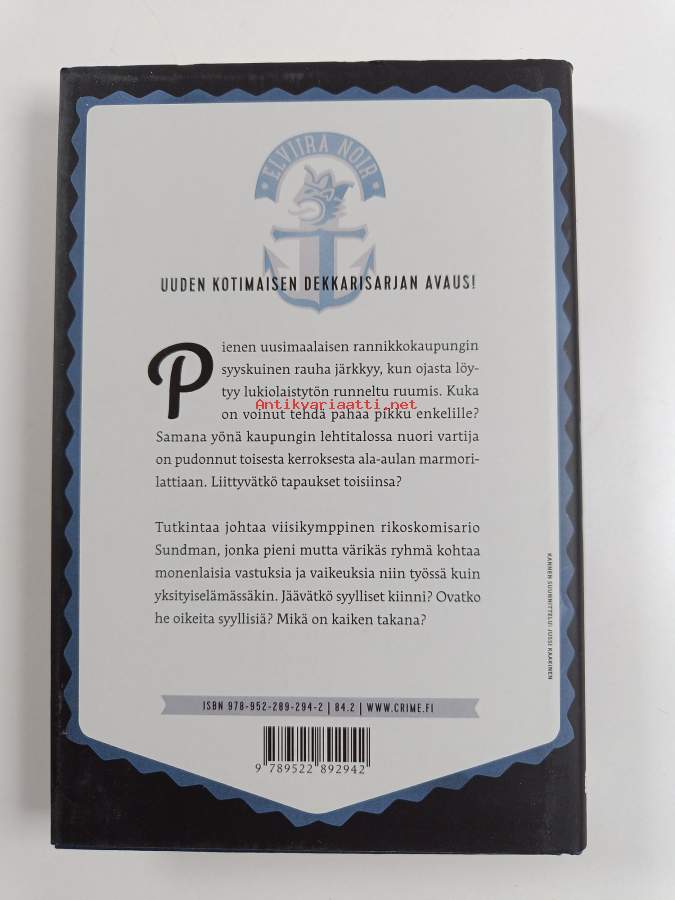 ELVIIRA NOIR
UUDEN KOTIMAISEN DEKKARISARJAN AVAUS!
Pienen uusimaalaisen rannikkokaupungin
syyskuinen rauha järkkyy, kun ojasta löy-
tyy lukiolaistytön runneltu ruumis. Kuka
Antikvariaatti.net
on voinut tehdä pahaa pikku enkelille?
Samana yönä kaupungin lehtitalossa nuori vartija
on pudonnut toisesta kerroksesta ala-aulan marmori-
lattiaan. Liittyvätkö tapaukset toisiinsa?
Tutkintaa johtaa viisikymppinen rikoskomisario
Sundman, jonka pieni mutta värikäs ryhmä kohtaa
monenlaisia vastuksia ja vaikeuksia niin työssä kuin
yksityiselämässäkin. Jäävätkö syylliset kiinni? Ovatko
he oikeita syyllisiä? Mikä on kaiken takana?
KANNEN SUUNNITTELU: JUSSI KAAKINEN
ISBN 978-952-289-294-2 | 84.2 | WWW.CRIME.FI
9 789522 892942